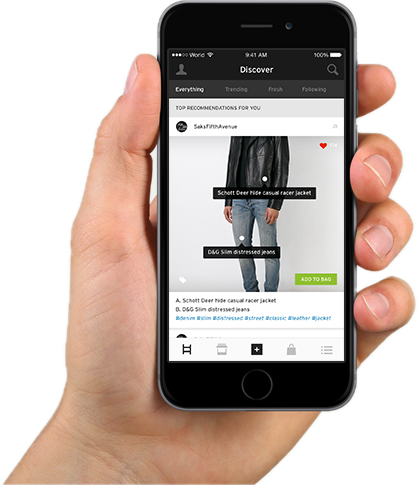 World 9:41 AM 100%
Discover
Everything Trending Fresh Following
TOP RECOMMENDATIONS FOR YOU
SaksFifthAvenue
Schott Deer hide casual racer jacket
D&G Slim distressed jeans
ADD TO BAG
A. Schott Deer hide casual racer jacket
B. D&G Slim distressed jeans
#denim #slim #distressed #street #classic #leather #jacket